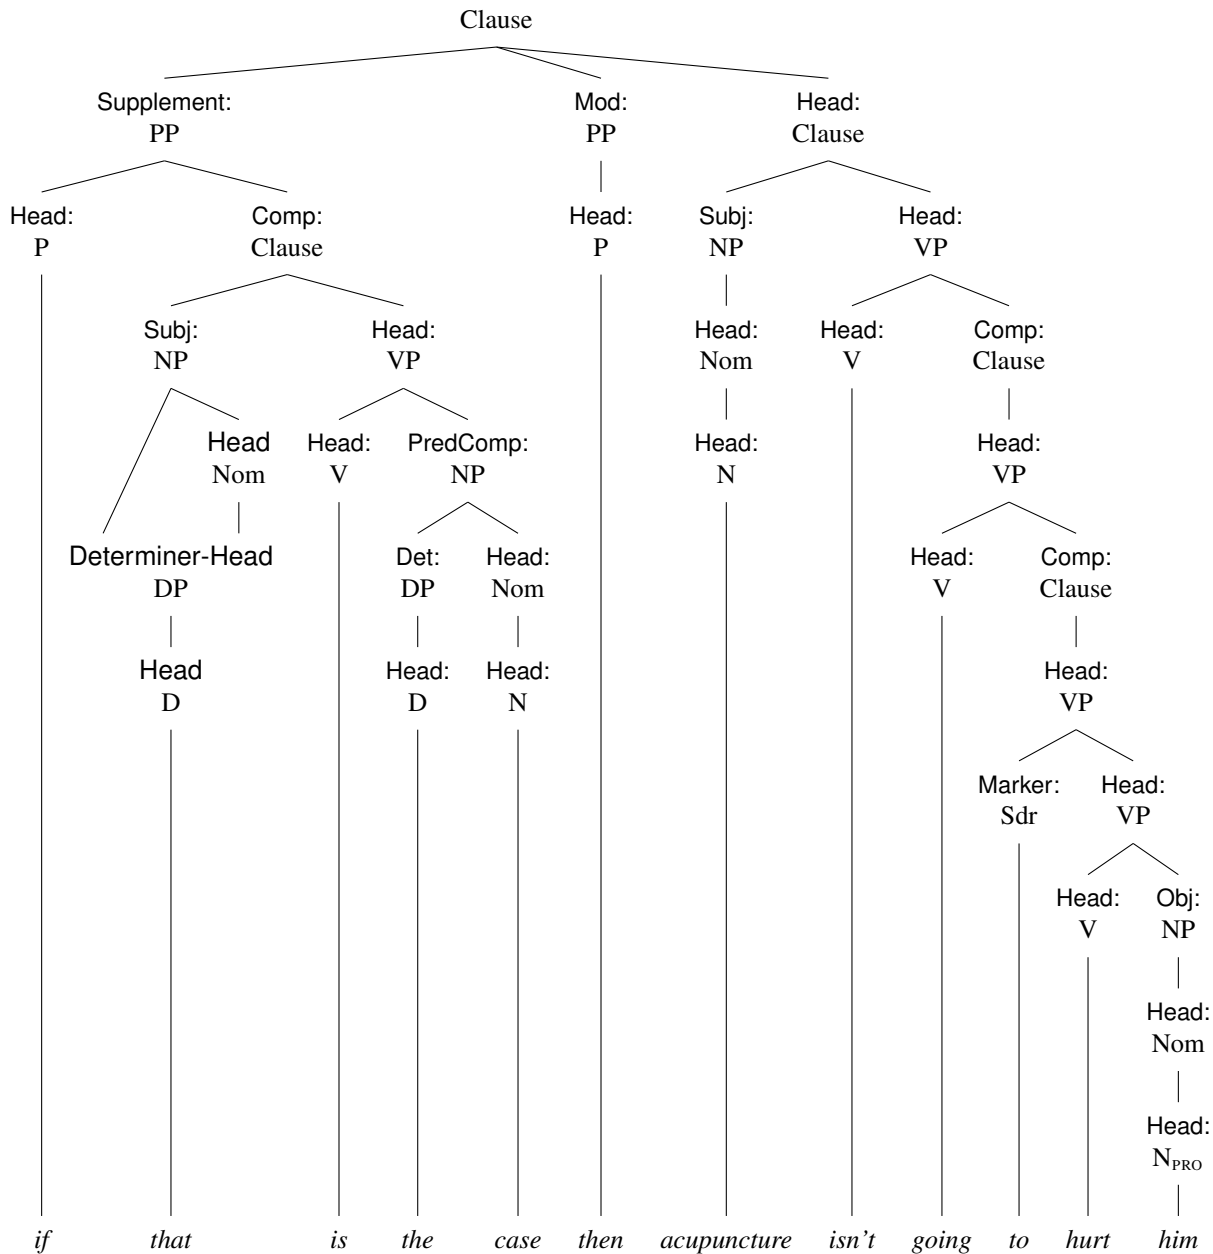 Clause
Supplement: Mod: Head:
PP PP Clause
Head: Comp: Head: Subj: Head:
P Clause P NP VP
Subj: Head: Head: Head: Comp:
NP VP Nom V Clause
Head Head: PredComp: Head: Head:
Nom V NP N VP
Determiner-Head Det: Head: Head: Comp:
DP DP Nom V Clause
Head Head: Head: Head:
D D N VP
Marker: Head:
Sdr VP
Head: Obj:
V NP
Head:
Nom
Head:
N_PRO
if that is the case then acupuncture isn't going to hurt him